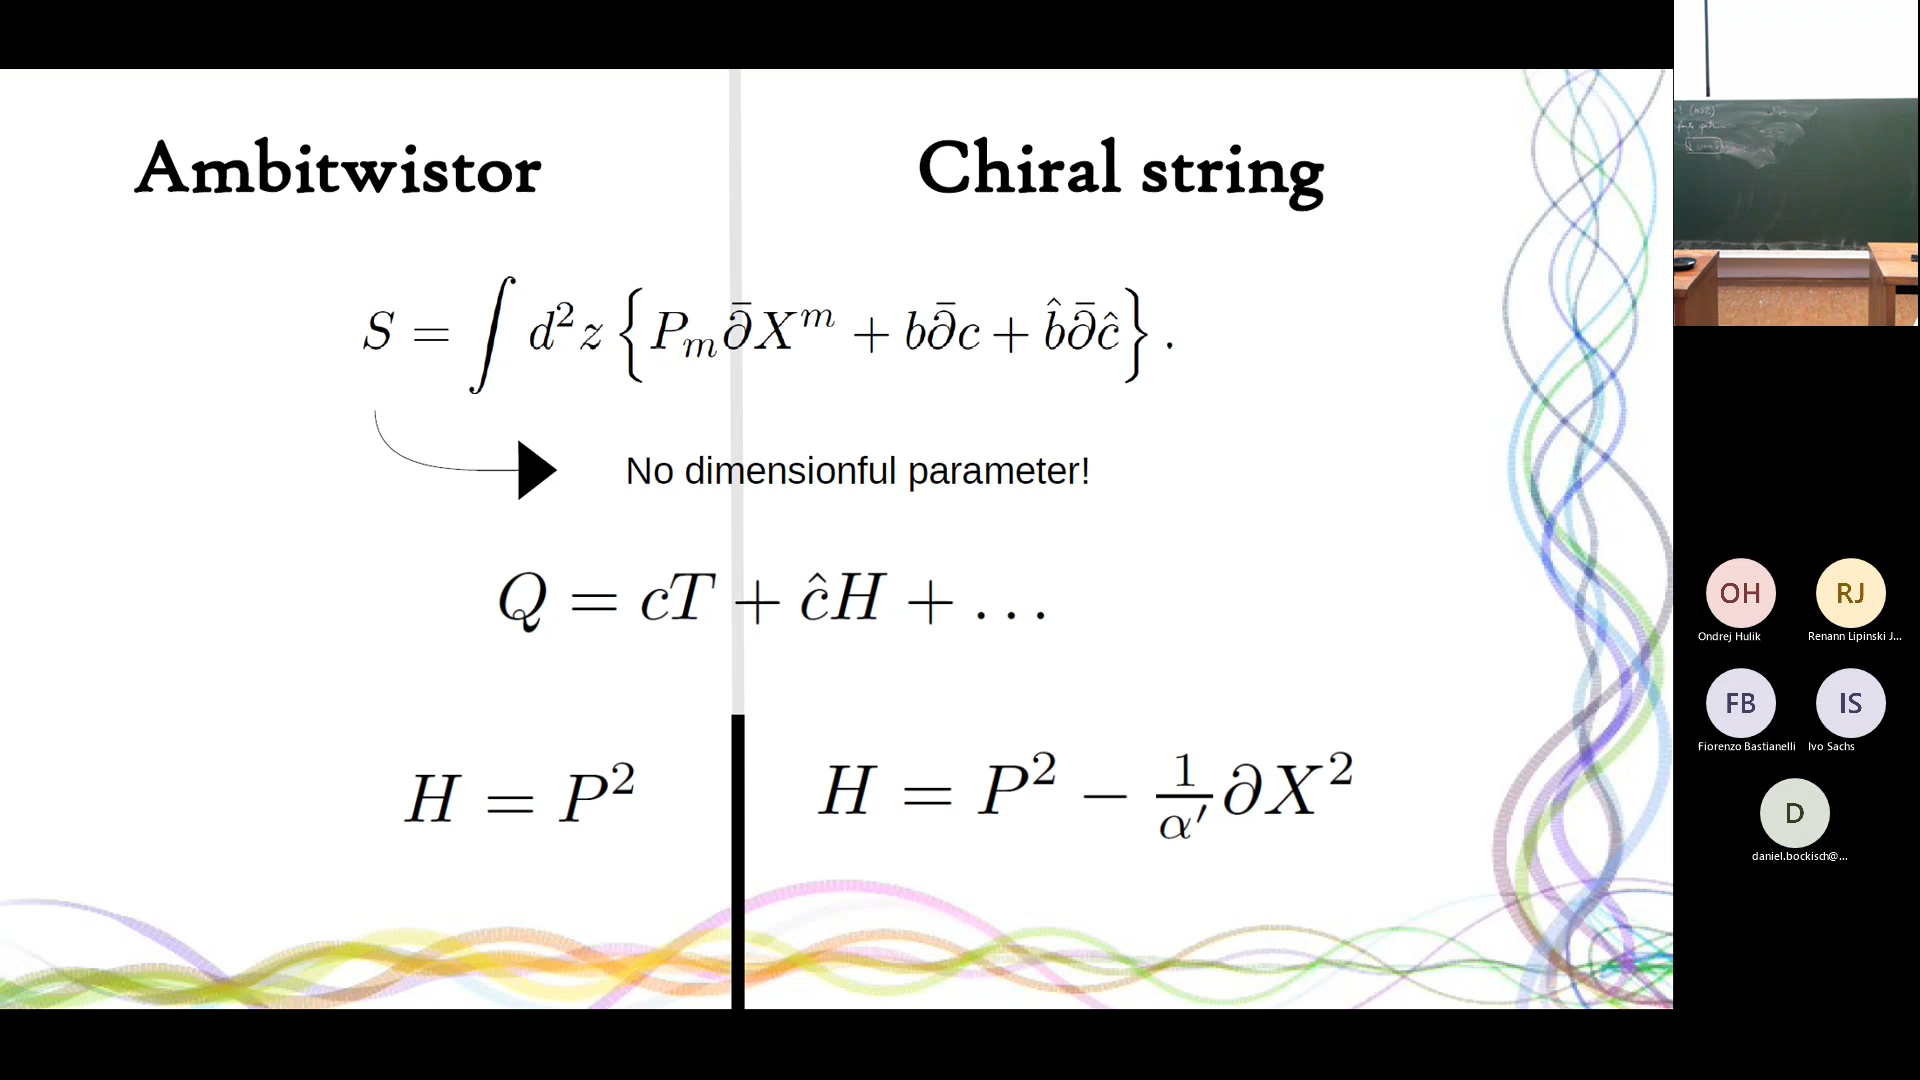 Ambitwistor
Chiral string
S = ∫ d²z { P_m ∂̄X^m + b∂̄c + b̂∂̄ĉ } .
No dimensionful parameter!
Q = cT + ĉH + . . .
H = P²
H = P² − 1/α′ ∂X²
OH
RJ
Ondrej Hulik
Renann Lipinski J...
FB
IS
Fiorenzo Bastianelli
Ivo Sachs
D
daniel.bockisch@...